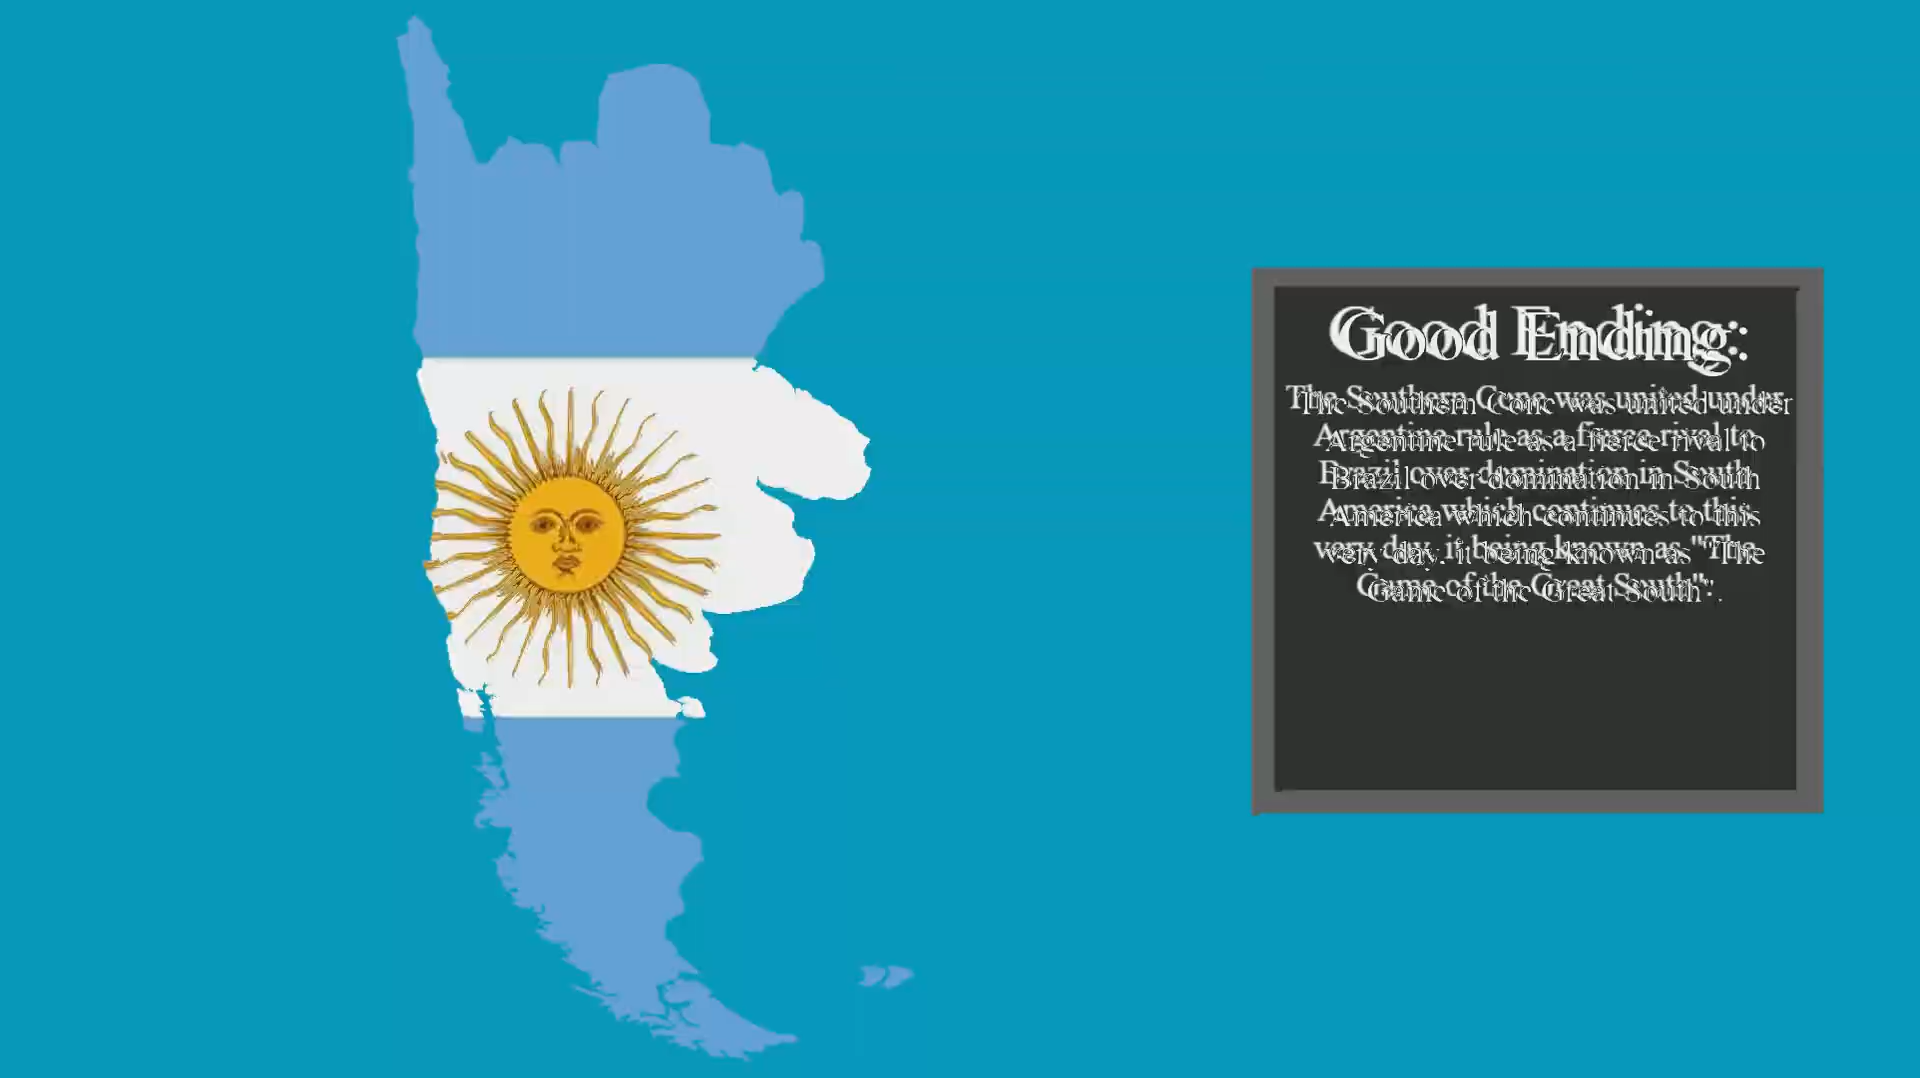 Good Ending:
The Southern Cone was united under
Argentine rule as a fierce rival to
Brazil over domination in South
America which continues to this
very day, it being known as "The
Game of the Great South".